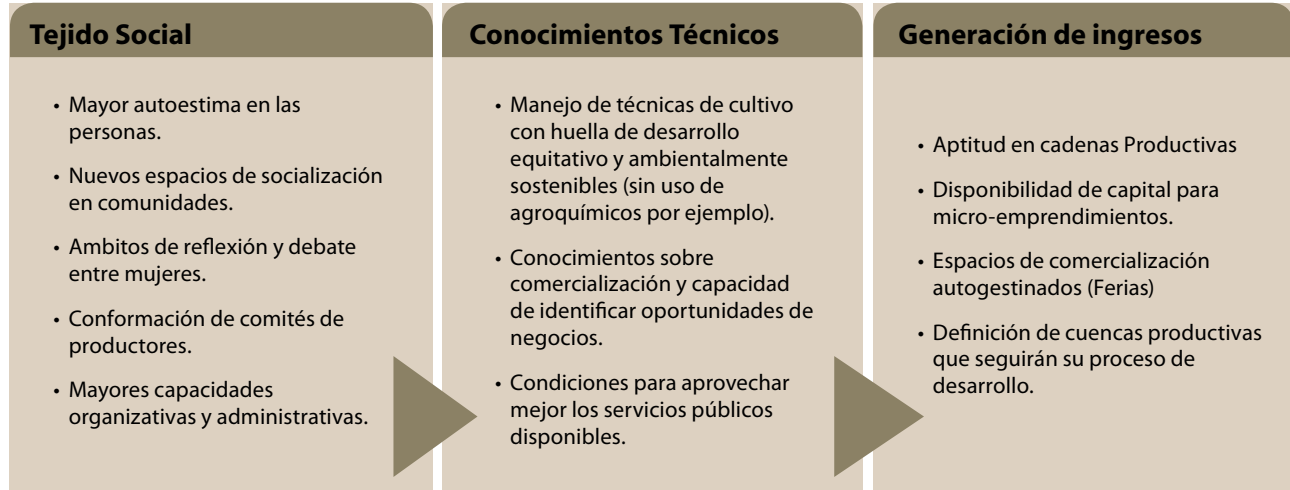 Tejido Social
• Mayor autoestima en las
personas.
• Nuevos espacios de socialización
en comunidades.
• Ambitos de reflexión y debate
entre mujeres.
• Conformación de comités de
productores.
• Mayores capacidades
organizativas y administrativas.
Conocimientos Técnicos
• Manejo de técnicas de cultivo
con huella de desarrollo
equitativo y ambientalmente
sostenibles (sin uso de
agroquímicos por ejemplo).
• Conocimientos sobre
comercialización y capacidad
de identificar oportunidades de
negocios.
• Condiciones para aprovechar
mejor los servicios públicos
disponibles.
Generación de ingresos
• Aptitud en cadenas Productivas
• Disponibilidad de capital para
micro-emprendimientos.
• Espacios de comercialización
autogestinados (Ferias)
• Definición de cuencas productivas
que seguirán su proceso de
desarrollo.